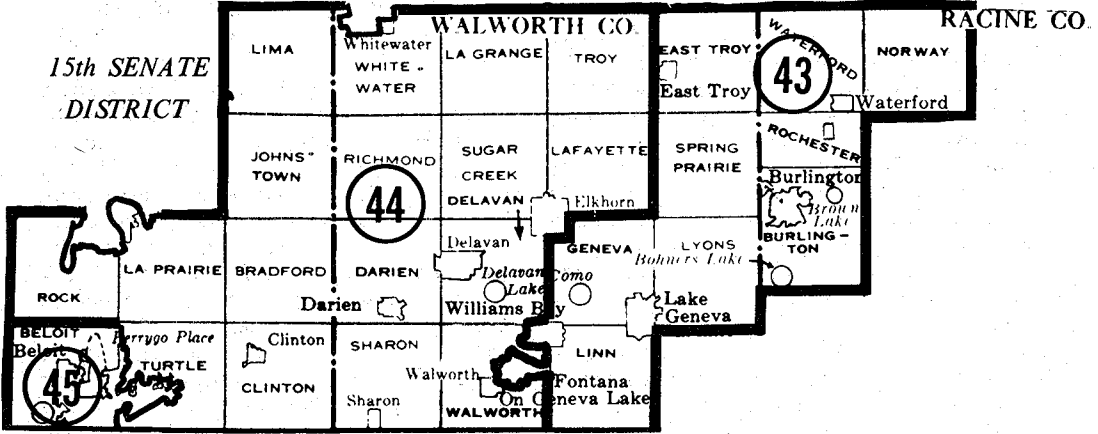 WALWORTH CO.
RACINE CO.
15th SENATE
DISTRICT
LIMA
Whitewater
WHITE-
WATER
LA GRANGE
TROY
EAST TROY
East Troy
43
WATERFORD
Waterford
NORWAY
JOHNS-
TOWN
RICHMOND
44
SUGAR
CREEK
LAFAYETTE
SPRING
PRAIRIE
ROCHESTER
Burlington
Brown
Lake
BURLING-
TON
DELAVAN
Elkhorn
Delavan
Delavan
Lake
Como
GENEVA
LYONS
Bohners Lake
ROCK
LA PRAIRIE
BRADFORD
DARIEN
Darien
Williams Bay
Lake
Geneva
BELOIT
Beloit
Perrygo Place
45
TURTLE
Clinton
CLINTON
SHARON
Sharon
Walworth
WALWORTH
LINN
Fontana
On Geneva Lake